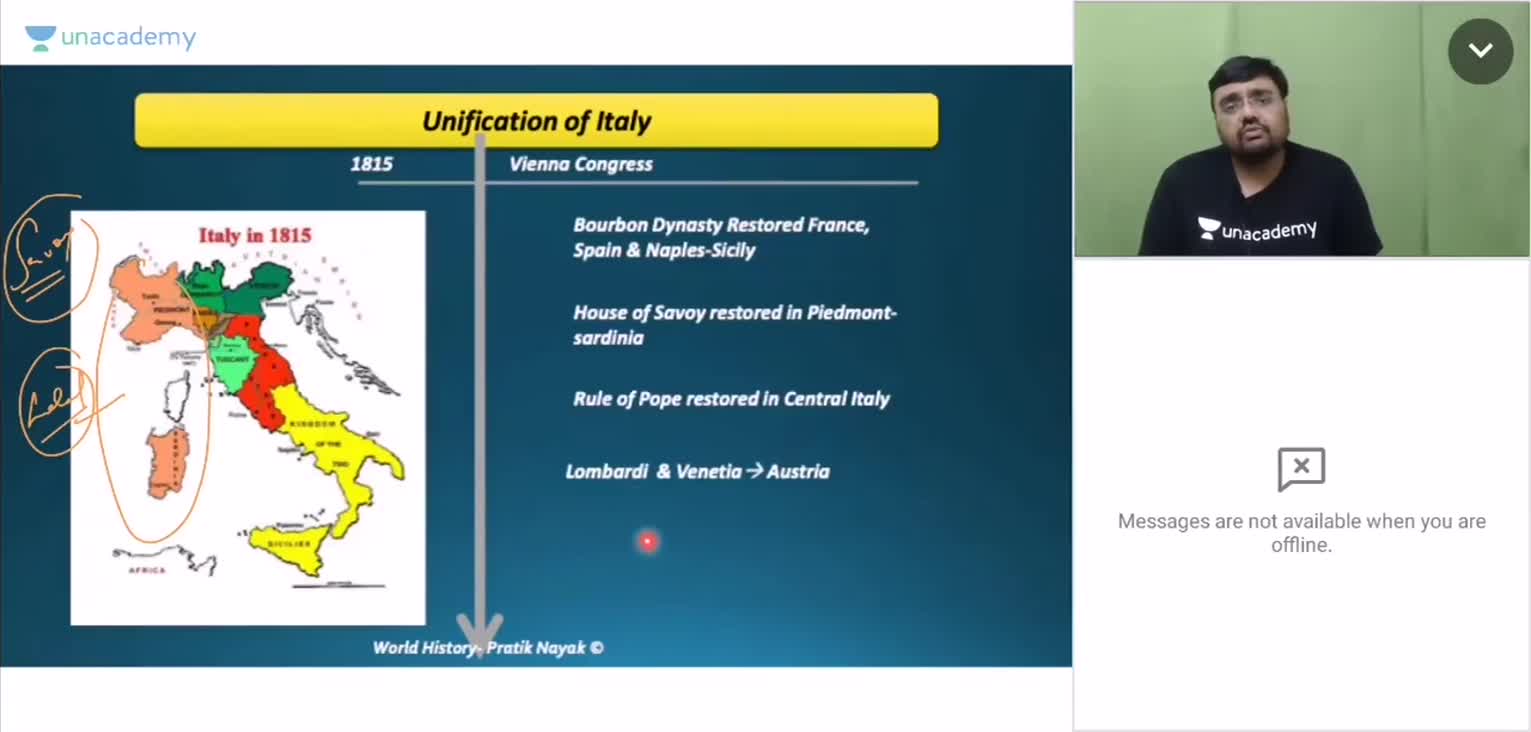 unacademy
Unification of Italy
1815
Vienna Congress
Bourbon Dynasty Restored France,
Spain & Naples-Sicily
House of Savoy restored in Piedmont-
sardinia
Rule of Pope restored in Central Italy
Lombardi & Venetia → Austria
World History- Pratik Nayak ©
Savoy
Italy in 1815
PIEDMONT
TUSCANY
KINGDOM
OF THE
TWO
SICILIES
SARDINIA
AFRICA
unacademy
Messages are not available when you are
offline.